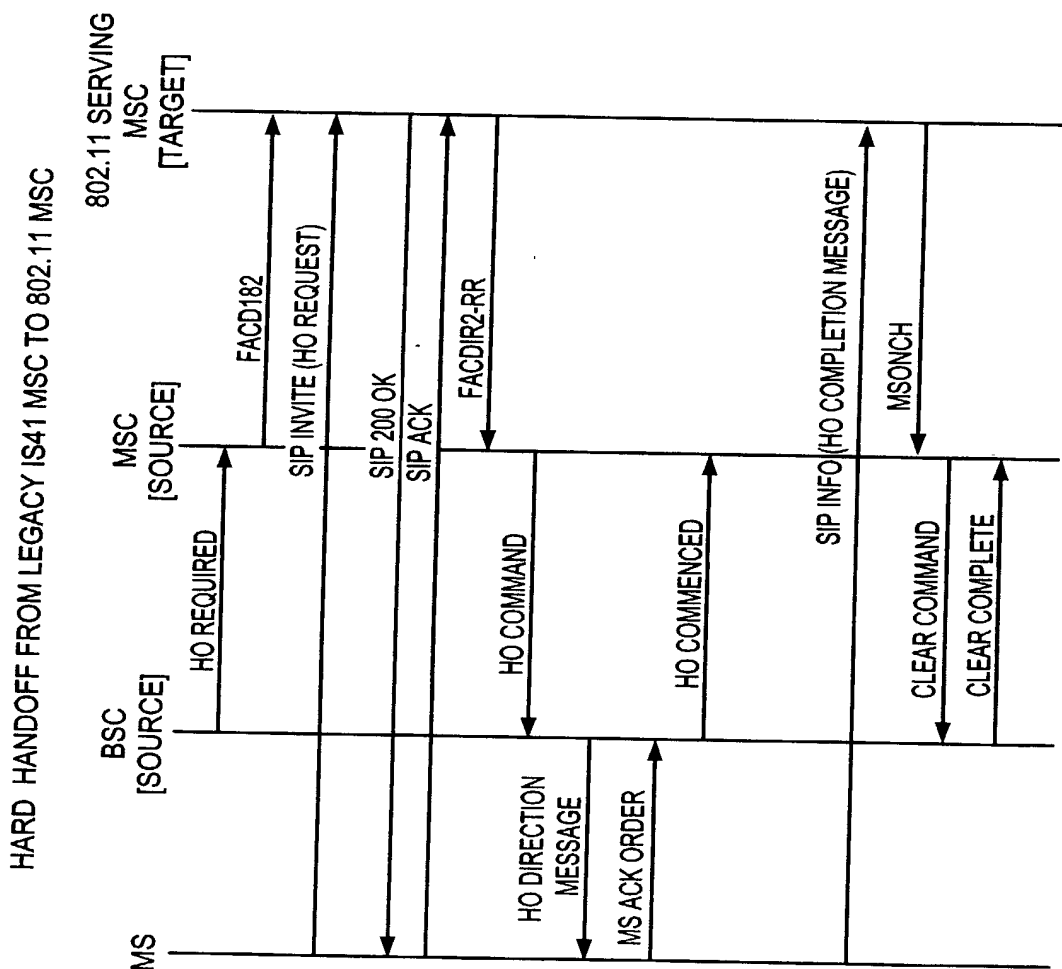 HARD HANDOFF FROM LEGACY IS41 MSC TO 802.11 MSC
MS
BSC
[SOURCE]
MSC
[SOURCE]
802.11 SERVING
MSC
[TARGET]
HO REQUIRED
FACD182
SIP INVITE (HO REQUEST)
SIP 200 OK
SIP ACK
FACDIR2-RR
HO COMMAND
HO DIRECTION
MESSAGE
MS ACK ORDER
HO COMMENCED
SIP INFO (HO COMPLETION MESSAGE)
MSONCH
CLEAR COMMAND
CLEAR COMPLETE